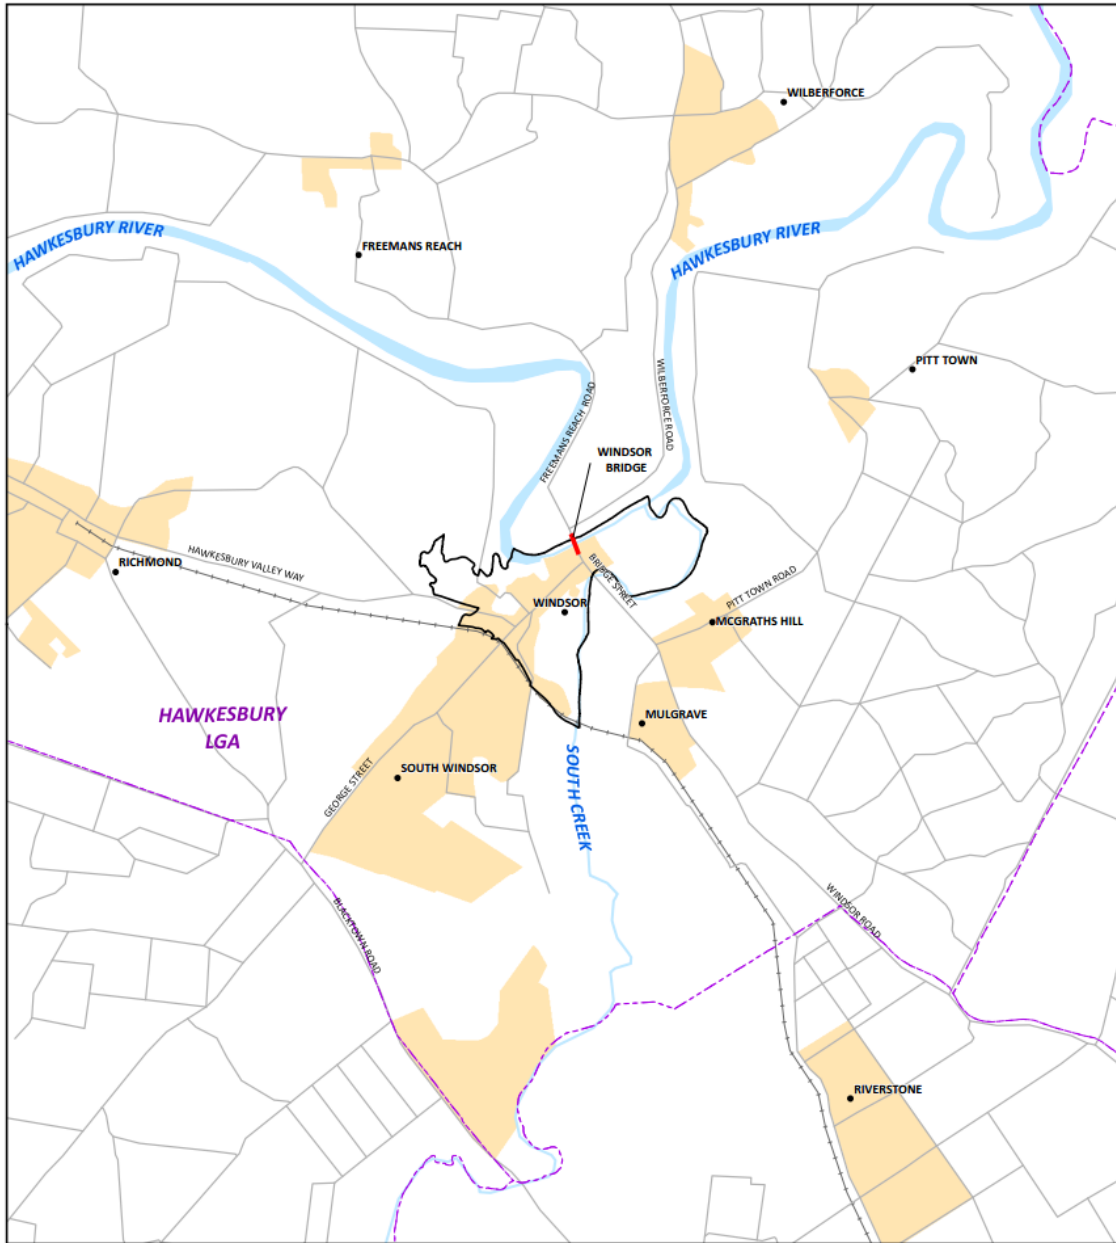 WILBERFORCE
HAWKESBURY RIVER
HAWKESBURY RIVER
FREEMANS REACH
PITT TOWN
WILBERFORCE ROAD
FREEMANS REACH ROAD
WINDSOR
BRIDGE
HAWKESBURY VALLEY WAY
RICHMOND
BRIDGE STREET
PITT TOWN ROAD
WINDSOR
MCGRATHS HILL
HAWKESBURY
LGA
MULGRAVE
SOUTH WINDSOR
GEORGE STREET
SOUTH CREEK
BLACKTOWN ROAD
WINDSOR ROAD
RIVERSTONE